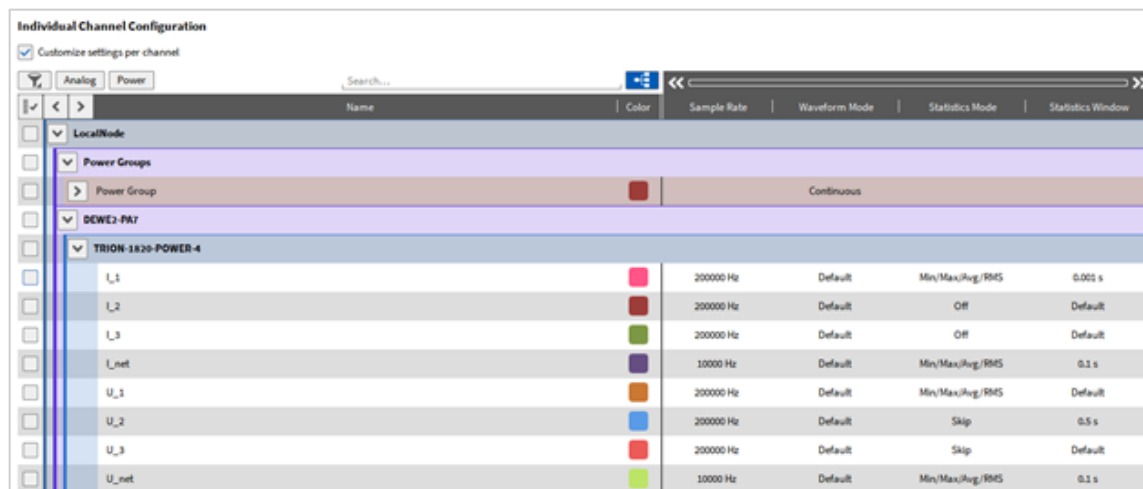 Individual Channel Configuration
Customize settings per channel
Analog Power Search...
Name Color Sample Rate Waveform Mode Statistics Mode Statistics Window
LocalNode
Power Groups
Power Group Continuous
DEWE2-PA7
TRION-1820-POWER-4
I_1 200000 Hz Default Min/Max/Avg/RMS 0.001 s
I_2 200000 Hz Default Off Default
I_3 200000 Hz Default Off Default
I_net 10000 Hz Default Min/Max/Avg/RMS 0.1 s
U_1 200000 Hz Default Min/Max/Avg/RMS Default
U_2 200000 Hz Default Skip 0.5 s
U_3 200000 Hz Default Skip Default
U_net 10000 Hz Default Min/Max/Avg/RMS 0.1 s